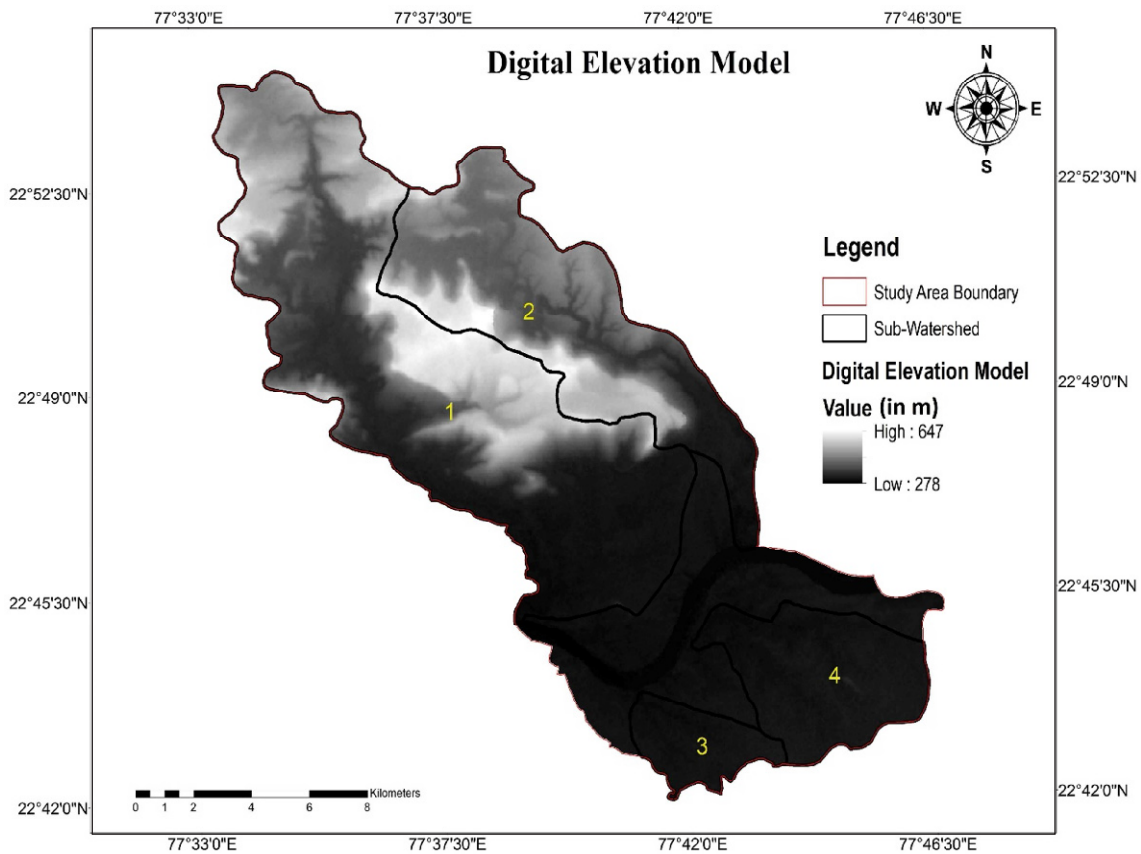 77°33'0"E 77°37'30"E 77°42'0"E 77°46'30"E
Digital Elevation Model
N
W E
S
22°52'30"N 22°52'30"N
Legend
Study Area Boundary
Sub-Watershed
2
Digital Elevation Model
22°49'0"N 22°49'0"N
Value (in m)
1
High : 647
Low : 278
22°45'30"N 22°45'30"N
4
3
Kilometers
0 1 2 4 6 8
22°42'0"N 22°42'0"N
77°33'0"E 77°37'30"E 77°42'0"E 77°46'30"E